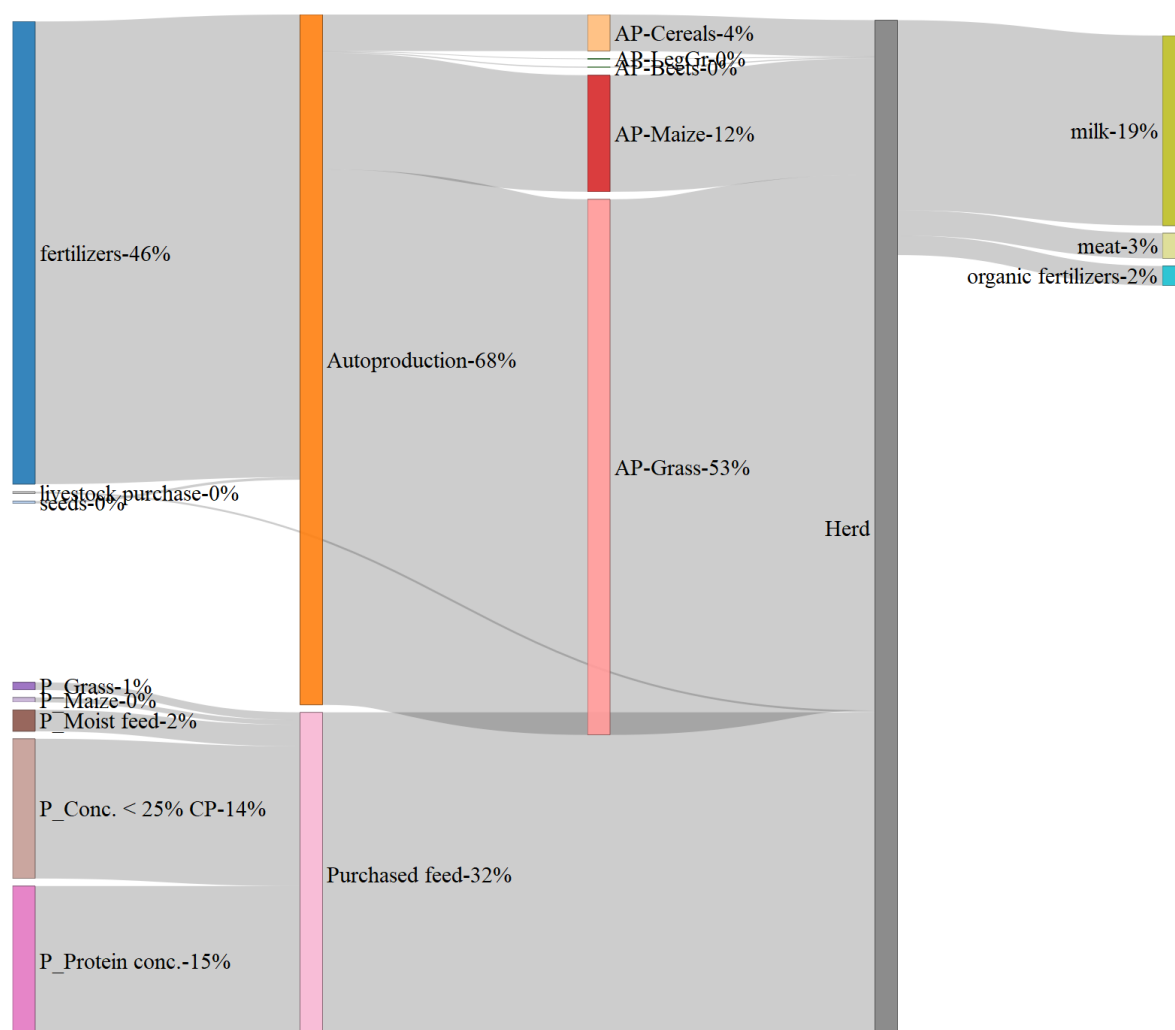 AP-Cereals-4%
AP-LegGr-0%
AP-Beets-0%
AP-Maize-12%
milk-19%
meat-3%
organic fertilizers-2%
fertilizers-46%
Autoproduction-68%
AP-Grass-53%
livestock purchase-0%
seeds-0%
Herd
P_Grass-1%
P_Maize-0%
P_Moist feed-2%
P_Conc. < 25% CP-14%
Purchased feed-32%
P_Protein conc.-15%